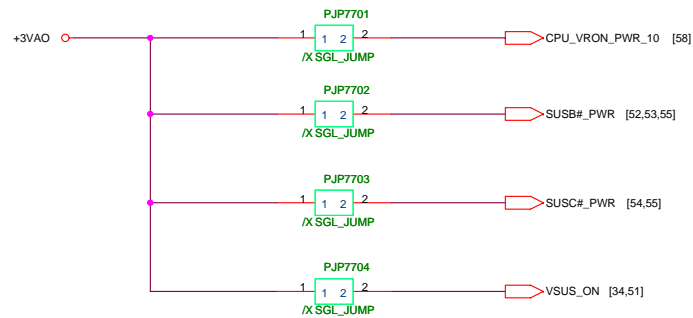 PJP7701
+3VAO 1 1 2 2 CPU_VRON_PWR_10 [58]
/X SGL_JUMP
PJP7702
1 1 2 2 SUSB#_PWR [52,53,55]
/X SGL_JUMP
PJP7703
1 1 2 2 SUSC#_PWR [54,55]
/X SGL_JUMP
PJP7704
1 1 2 2 VSUS_ON [34,51]
/X SGL_JUMP